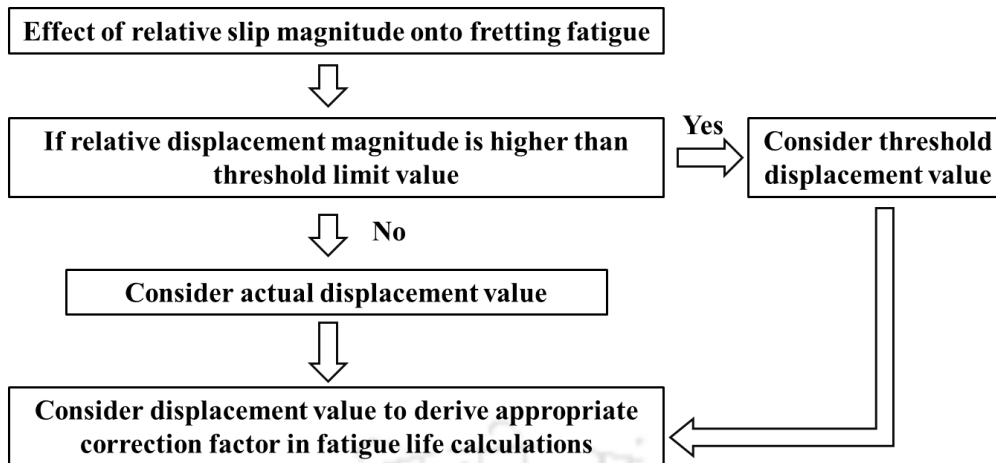 Effect of relative slip magnitude onto fretting fatigue
If relative displacement magnitude is higher than
threshold limit value
Yes
Consider threshold
displacement value
No
Consider actual displacement value
Consider displacement value to derive appropriate
correction factor in fatigue life calculations